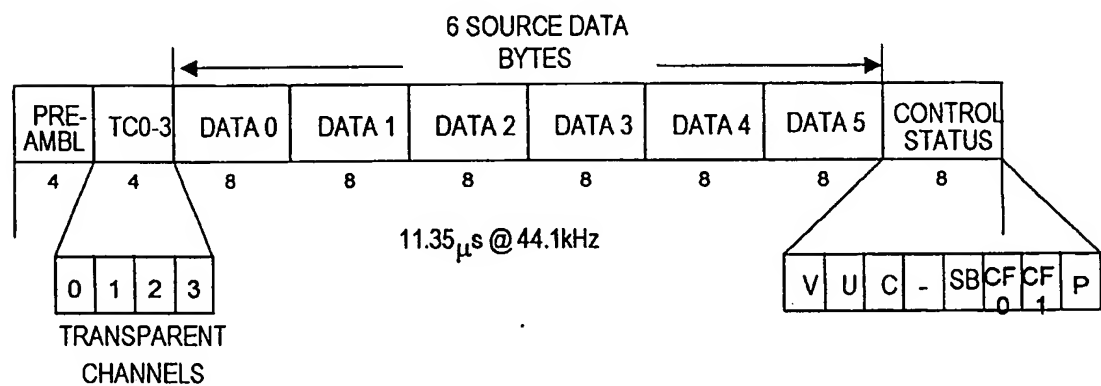 6 SOURCE DATA
BYTES
PRE-
AMBL
TC0-3
DATA 0
DATA 1
DATA 2
DATA 3
DATA 4
DATA 5
CONTROL
STATUS
4
4
8
8
8
8
8
8
8
11.35µs @ 44.1kHz
0
1
2
3
V
U
C
-
SB
CF
0
CF
1
P
TRANSPARENT
CHANNELS